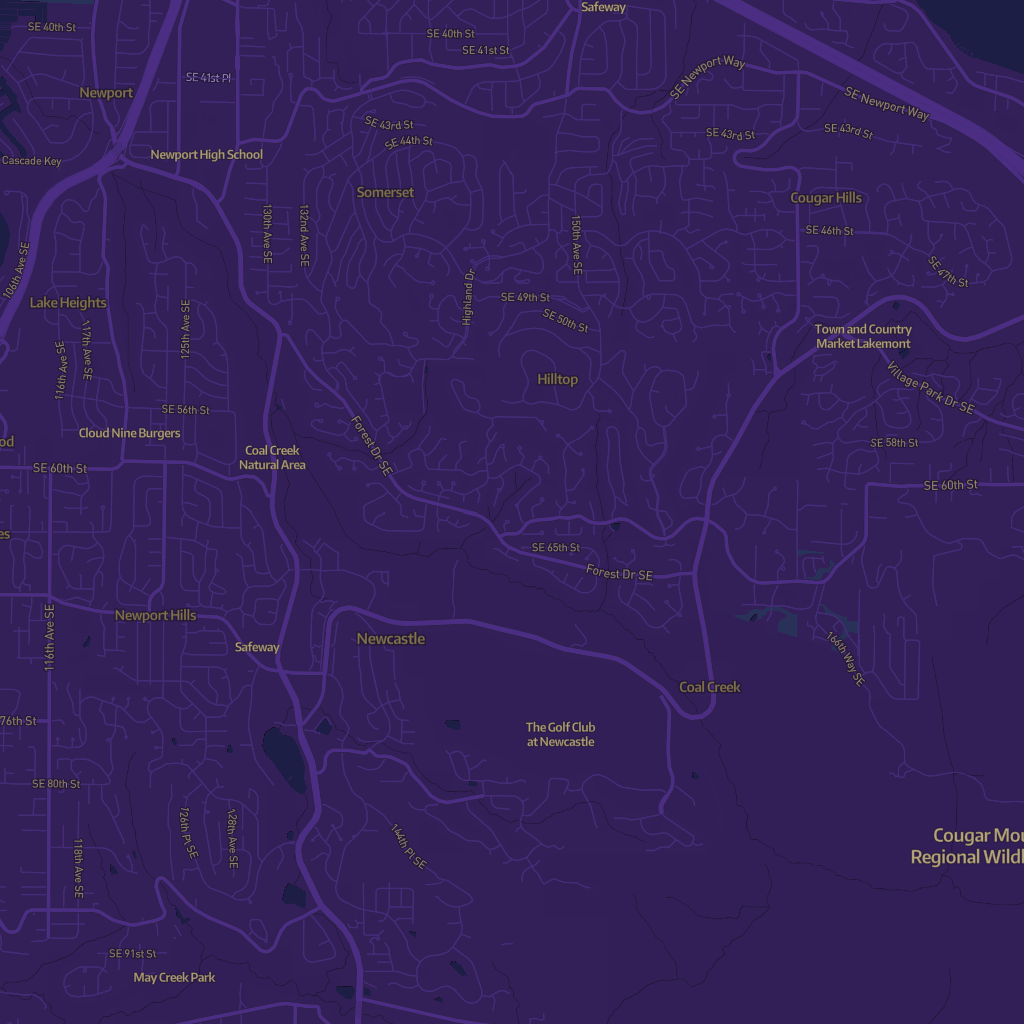 Safeway
SE 40th St
SE 40th St
SE 41st St
SE 41st Pl
SE Newport Way
Newport
SE Newport Way
SE 43rd St
SE 43rd St
SE 43rd St
SE 44th St
Cascade Key
Newport High School
Somerset
Cougar Hills
130th Ave SE
132nd Ave SE
150th Ave SE
SE 46th St
106th Ave SE
SE 47th St
Lake Heights
Highland Dr
SE 49th St
SE 50th St
125th Ave SE
117th Ave SE
116th Ave SE
Town and Country
Market Lakemont
Hilltop
Village Park Dr SE
SE 56th St
Cloud Nine Burgers
od
Forest Dr SE
SE 58th St
Coal Creek
Natural Area
SE 60th St
SE 60th St
es
SE 65th St
Forest Dr SE
Newport Hills
116th Ave SE
Newcastle
Safeway
166th Way SE
Coal Creek
76th St
The Golf Club
at Newcastle
SE 80th St
126th Pl SE
128th Ave SE
144th Pl SE
118th Ave SE
Cougar Mou
Regional Wildl
SE 91st St
May Creek Park